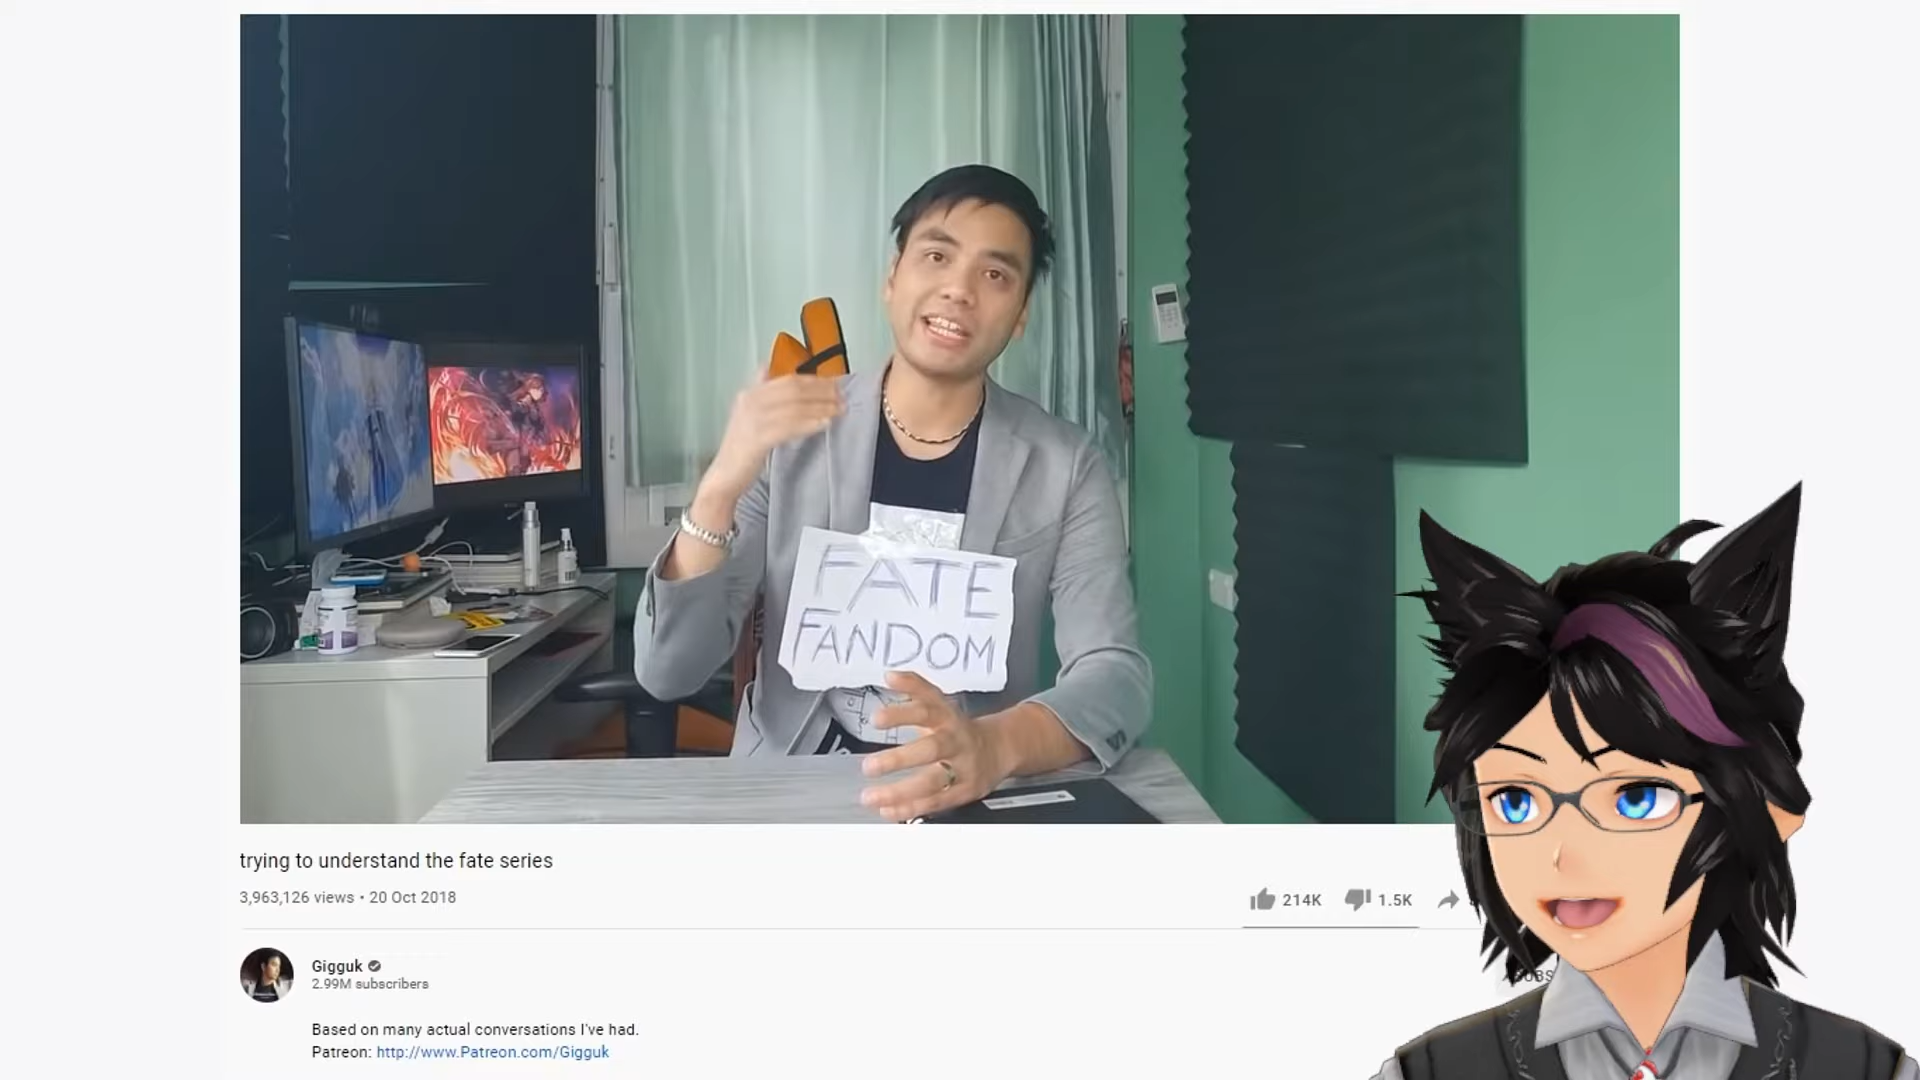 FATE
FANDOM
trying to understand the fate series
3,963,126 views • 20 Oct 2018
214K
1.5K
Gigguk
2.99M subscribers
Based on many actual conversations I've had.
Patreon: http://www.Patreon.com/Gigguk